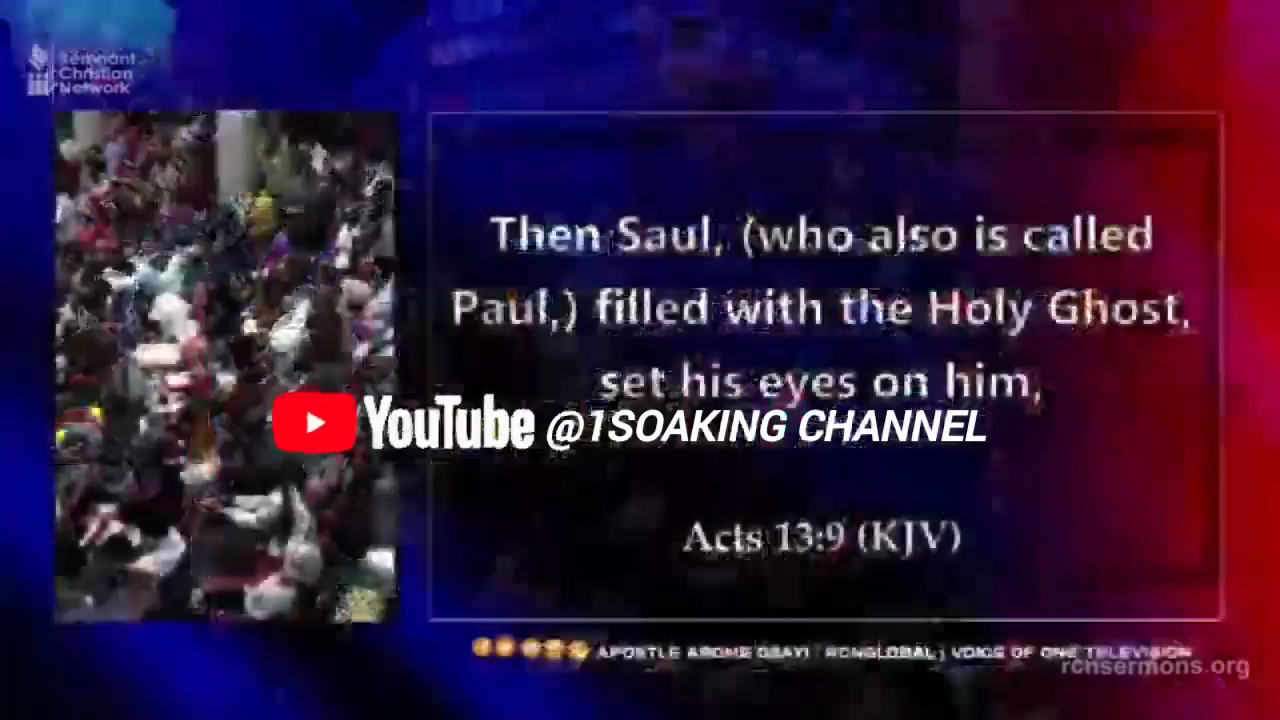 Remnant
Christian
Network
Then Saul, (who also is called
Paul,) filled with the Holy Ghost,
set his eyes on him,
YouTube @1SOAKING CHANNEL
Acts 13:9 (KJV)
APOSTLE AROME OSAYI RCNGLOBAL VOICE OF ONE TELEVISION
rcnsermons.org